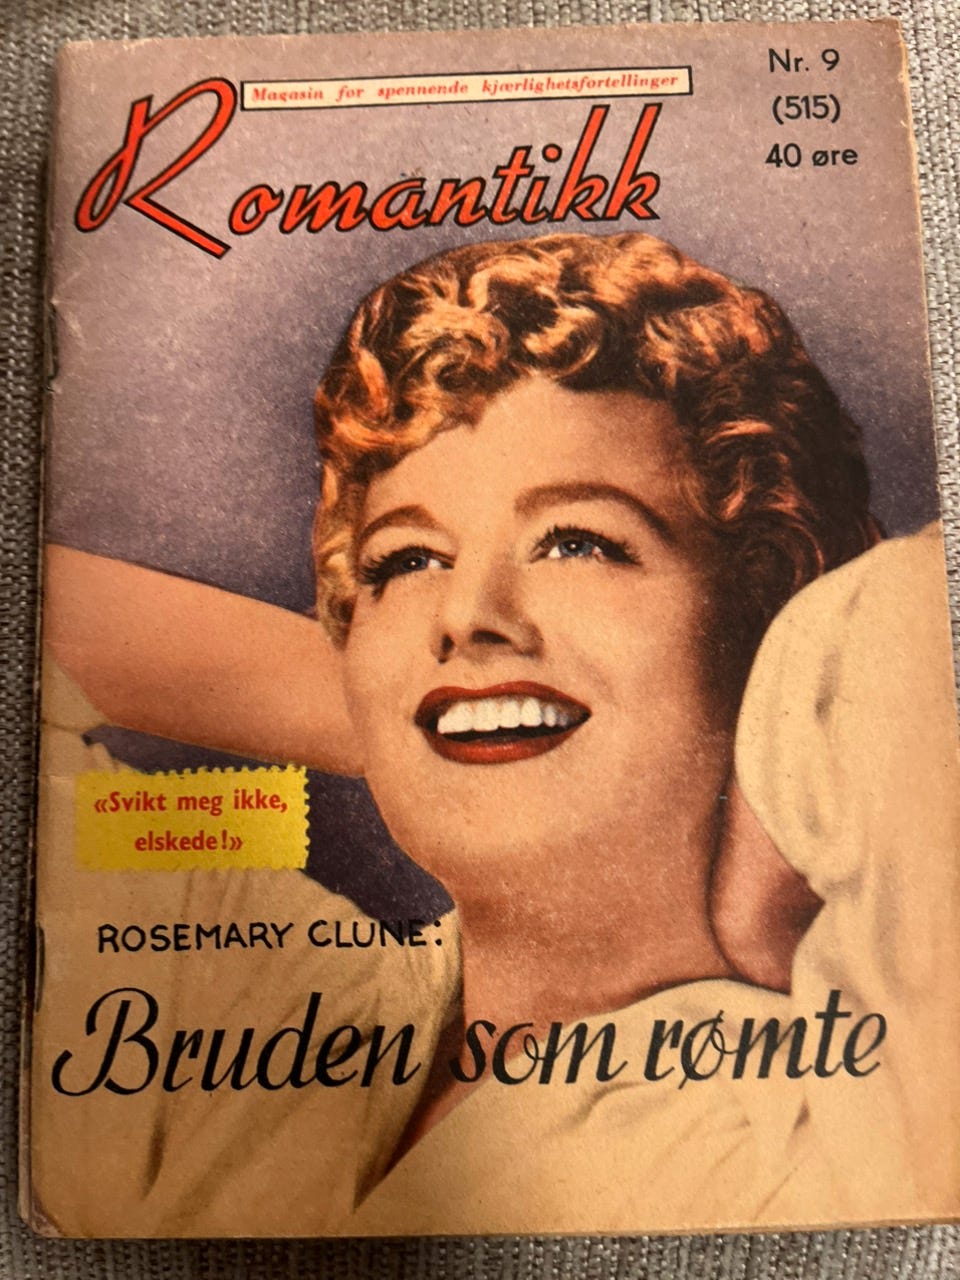 Magasin for spennende kjærlighetsfortellinger
Romantikk
Nr. 9
(515)
40 øre
«Svikt meg ikke,
elskede!»
ROSEMARY CLUNE:
Bruden som rømte